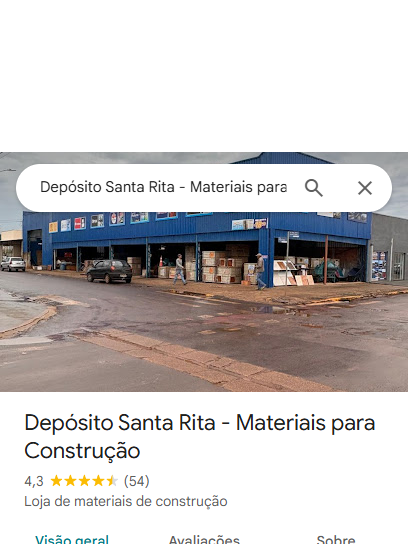 Depósito Santa Rita - Materiais para
Depósito Santa Rita - Materiais para
Construção
4,3 (54)
Loja de materiais de construção
Visão geral Avaliações Sobre